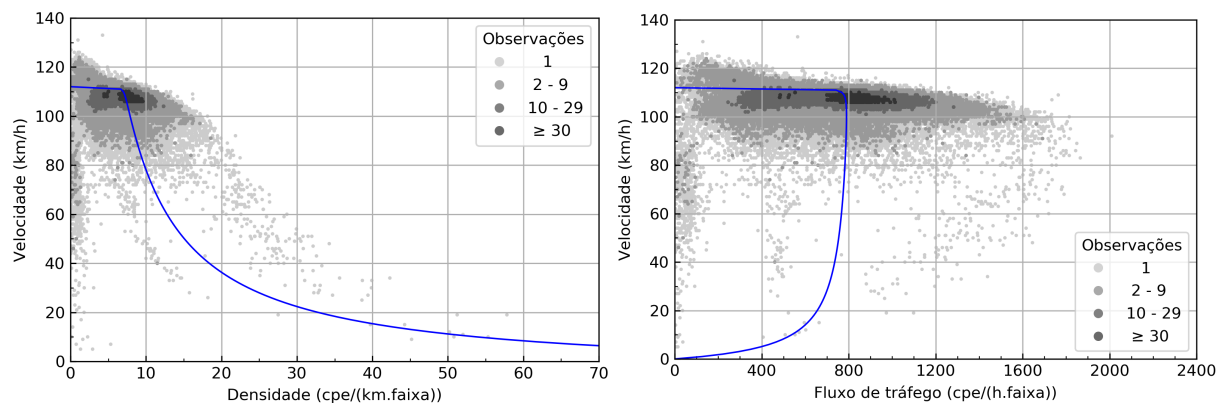 140
120
100
80
60
40
20
0
Velocidade (km/h)
0 10 20 30 40 50 60 70
Densidade (cpe/(km.faixa))
Observações
1
2 - 9
10 - 29
≥ 30
140
120
100
80
60
40
20
0
Velocidade (km/h)
0 400 800 1200 1600 2000 2400
Fluxo de tráfego (cpe/(h.faixa))
Observações
1
2 - 9
10 - 29
≥ 30